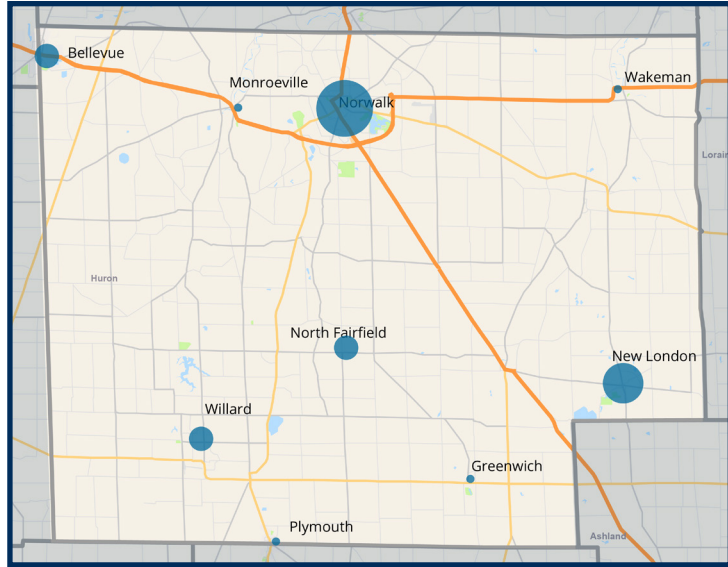 Bellevue
Monroeville
Wakeman
Norwalk
Lorain
Huron
North Fairfield
New London
Willard
Greenwich
Plymouth
Ashland